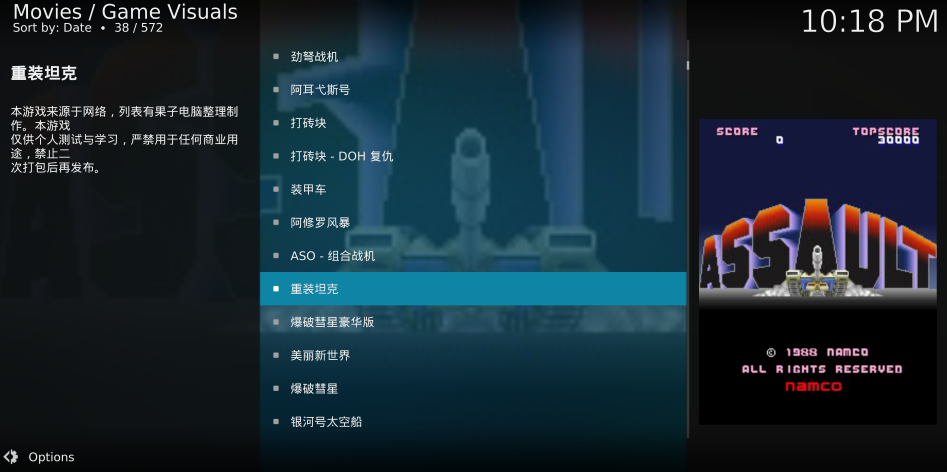 Movies / Game Visuals
Sort by: Date • 38 / 572
10:18 PM
重装坦克
本游戏来源于网络，列表有果子电脑整理制
作。本游戏
仅供个人测试与学习，严禁用于任何商业用
途，禁止二
次打包后再发布。
劲弩战机
阿耳弋斯号
打砖块
打砖块 - DOH 复仇
装甲车
阿修罗风暴
ASO - 组合战机
重装坦克
爆破彗星豪华版
美丽新世界
爆破彗星
银河号太空船
SCORE TOPSCORE
0 30000
ASSAULT
© 1988 NAMCO
ALL RIGHTS RESERVED
namco
Options